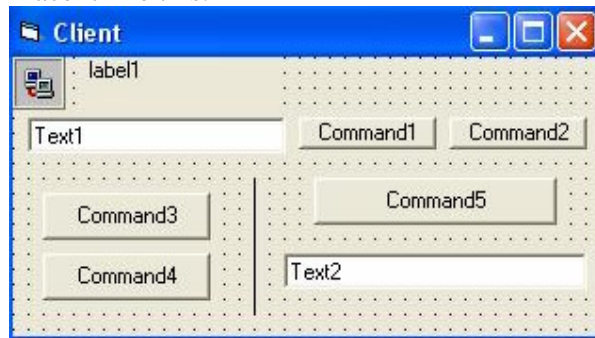 Client
label1
Text1 Command1 Command2
Command3 Command5
Command4 Text2